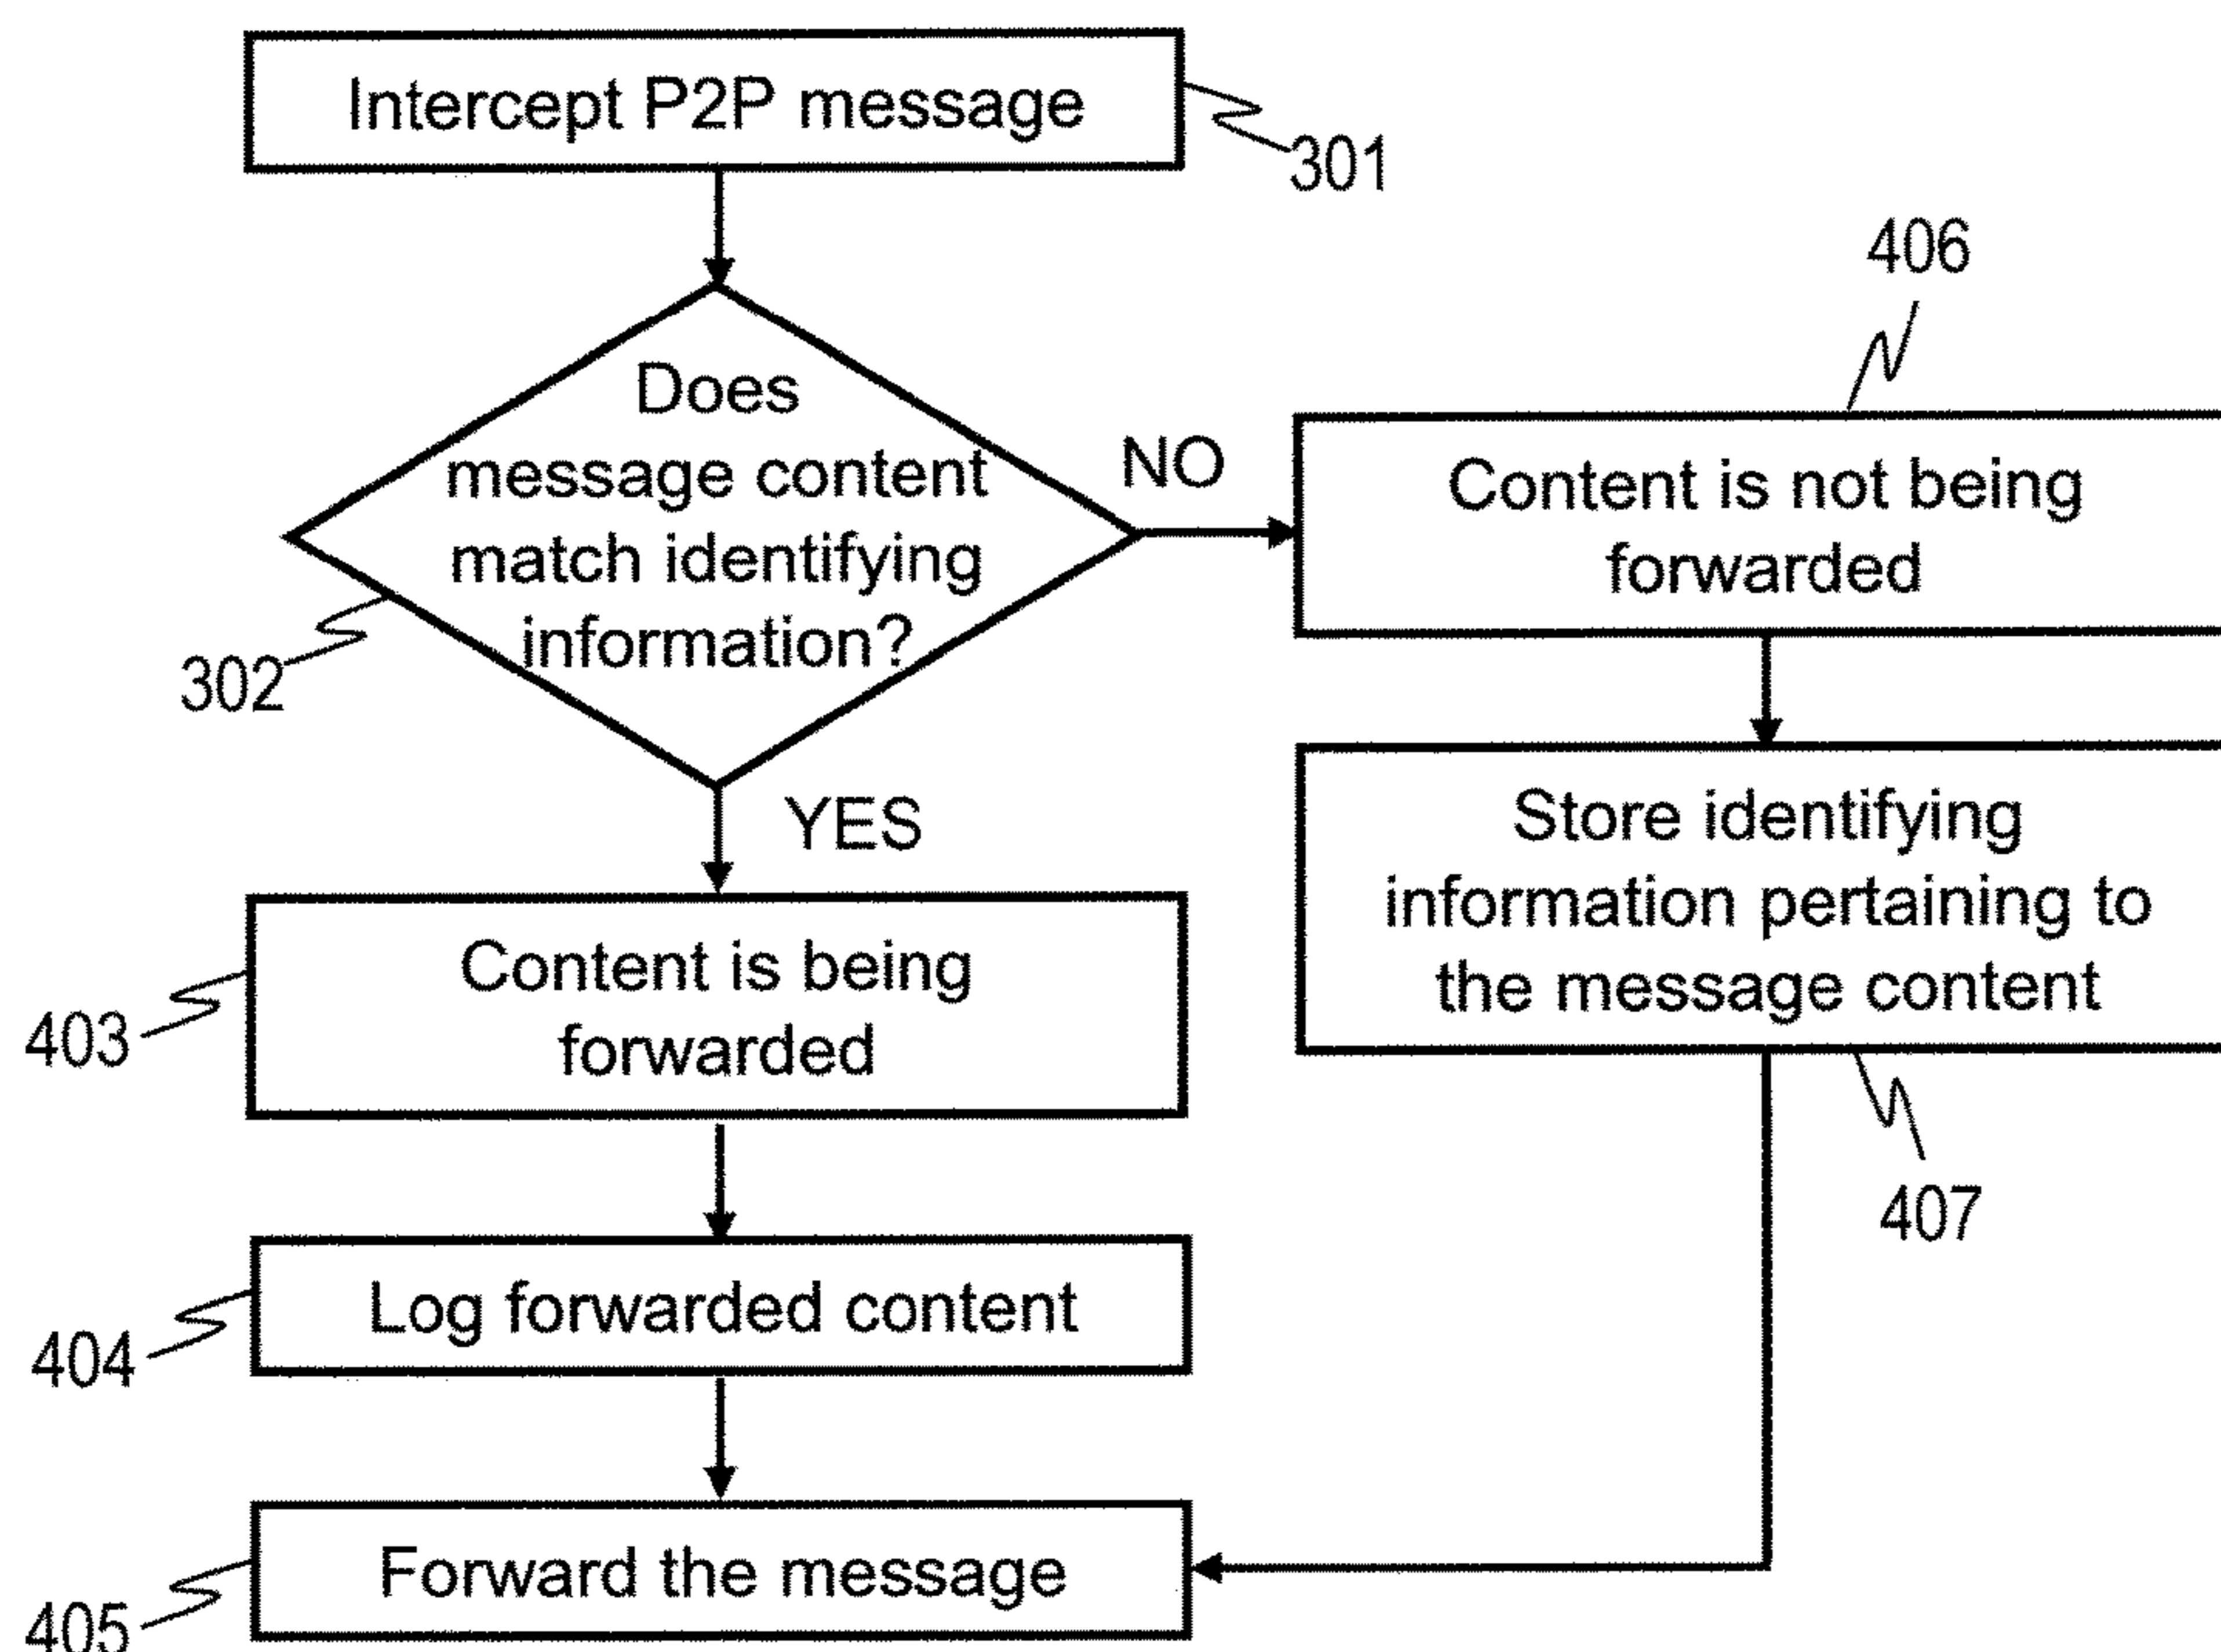 Intercept P2P message
301
406
Does
message content
match identifying
information?
NO
302
Content is not being
forwarded
YES
Store identifying
information pertaining to
the message content
403
Content is being
forwarded
407
404
Log forwarded content
405
Forward the message